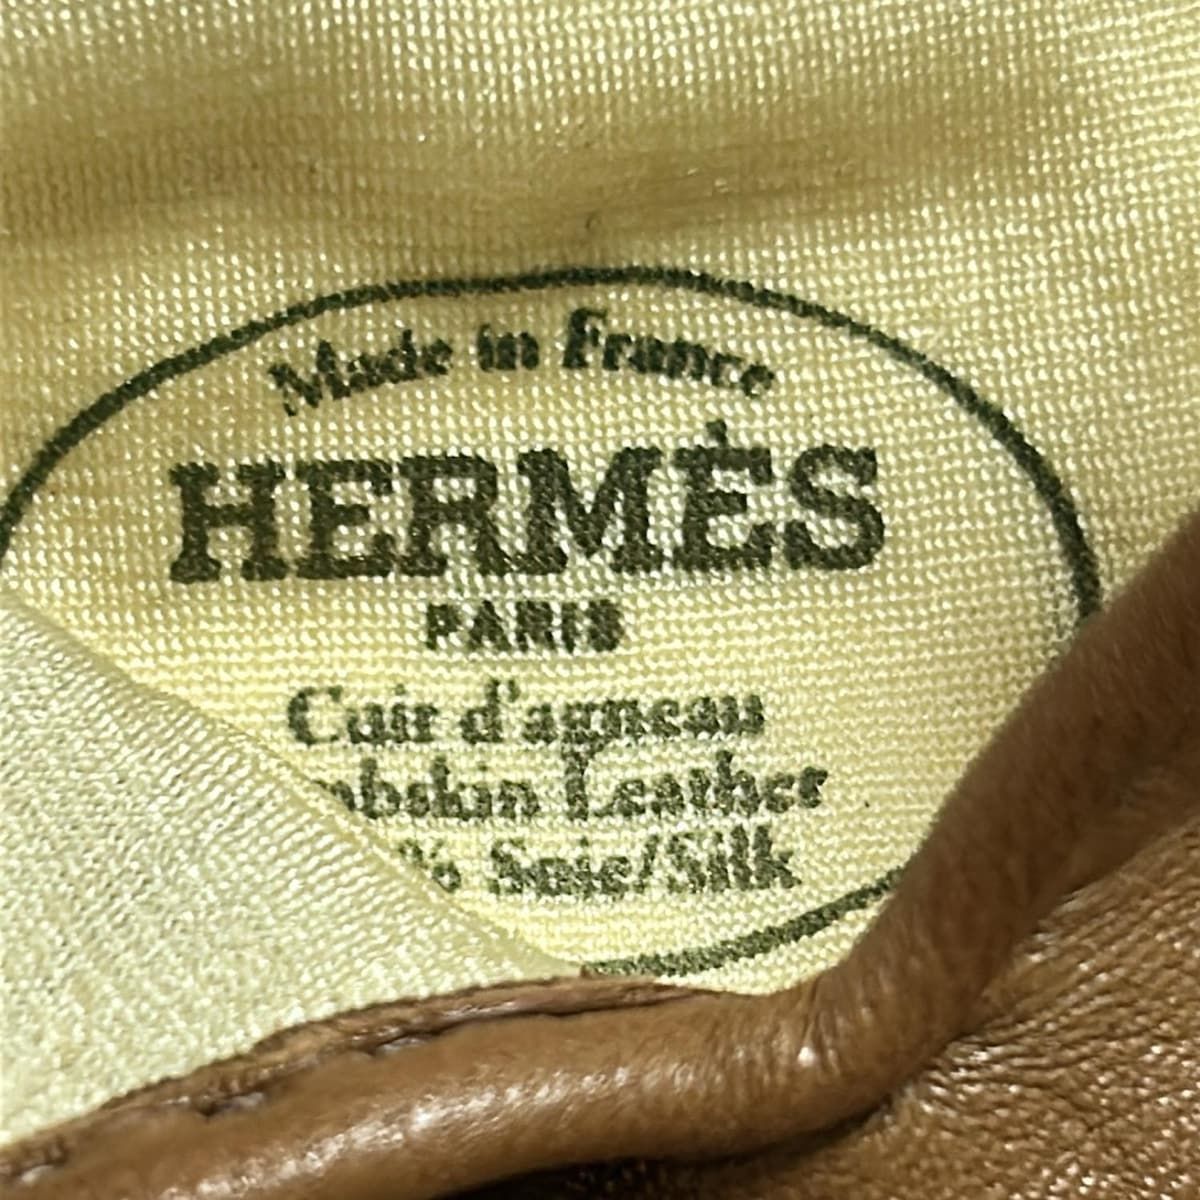 Made in France
HERMÈS
PARIS
Cuir d'agneau
Leather
% Soie/Silk